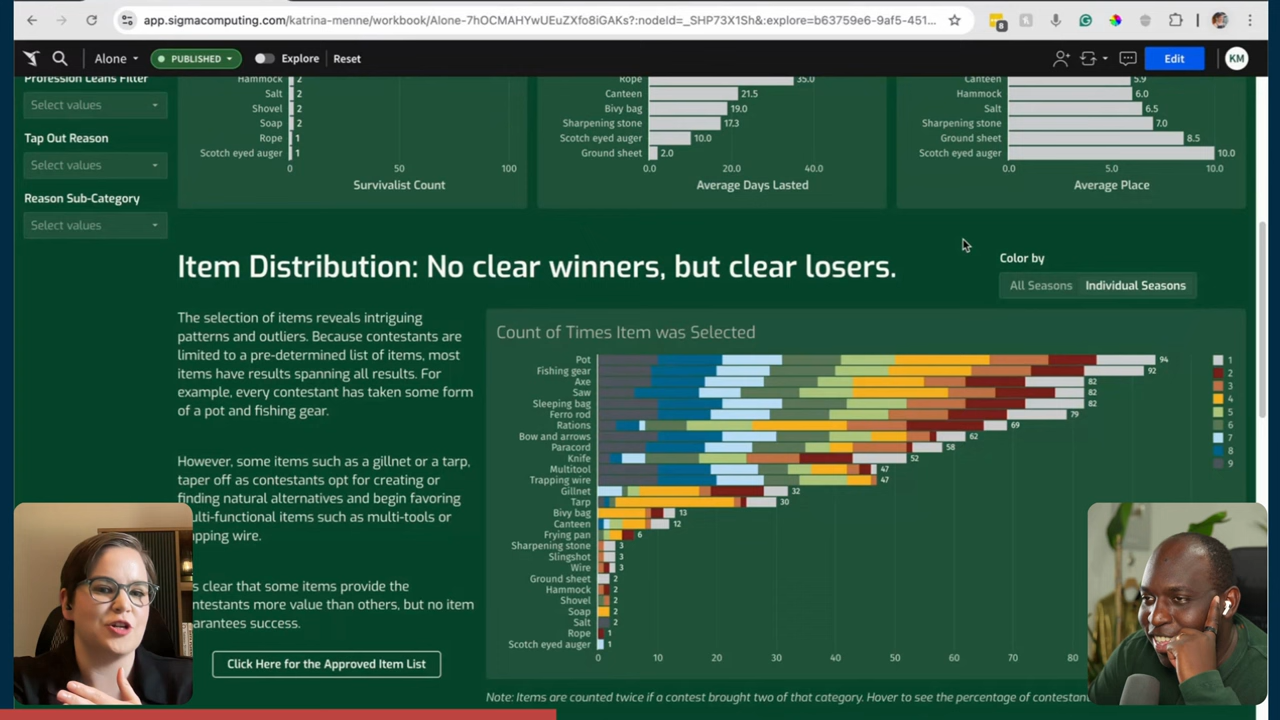 app.sigmacomputing.com/katrina-menne/workbook/Alone-7hOCMAHYwUEuZXfo8iGAKs?:nodeId=_SHP73X1Sh&:explore=b63759e6-9af5-451...
8
Alone
PUBLISHED
Explore
Reset
Edit
KM
Profession Leans Filter
Select values
Tap Out Reason
Select values
Reason Sub-Category
Select values
Hammock 2
Salt 2
Shovel 2
Soap 2
Rope 1
Scotch eyed auger 1
0 50 100
Survivalist Count
Rope 35.0
Canteen 21.5
Bivy bag 19.0
Sharpening stone 17.3
Scotch eyed auger 10.0
Ground sheet 2.0
0.0 20.0 40.0
Average Days Lasted
Canteen 5.9
Hammock 6.0
Salt 6.5
Sharpening stone 7.0
Ground sheet 8.5
Scotch eyed auger 10.0
0.0 5.0 10.0
Average Place
Item Distribution: No clear winners, but clear losers.
Color by
All Seasons Individual Seasons
The selection of items reveals intriguing
patterns and outliers. Because contestants are
limited to a pre-determined list of items, most
items have results spanning all results. For
example, every contestant has taken some form
of a pot and fishing gear.
However, some items such as a gillnet or a tarp,
taper off as contestants opt for creating or
finding natural alternatives and begin favoring
multi-functional items such as multi-tools or
apping wire.
s clear that some items provide the
ntestants more value than others, but no item
arantees success.
Click Here for the Approved Item List
Count of Times Item was Selected
Pot 94
Fishing gear 92
Axe 82
Saw 82
Sleeping bag 82
Ferro rod 79
Rations 69
Bow and arrows 62
Paracord 58
Knife 52
Multitool 47
Trapping wire 47
Gillnet 32
Tarp 30
Bivy bag 13
Canteen 12
Frying pan 6
Sharpening stone 3
Slingshot 3
Wire 3
Ground sheet 2
Hammock 2
Shovel 2
Soap 2
Salt 2
Rope 1
Scotch eyed auger 1
0 10 20 30 40 50 60 70 80
1
2
3
4
5
6
7
8
9
Note: Items are counted twice if a contest brought two of that category. Hover to see the percentage of contestan